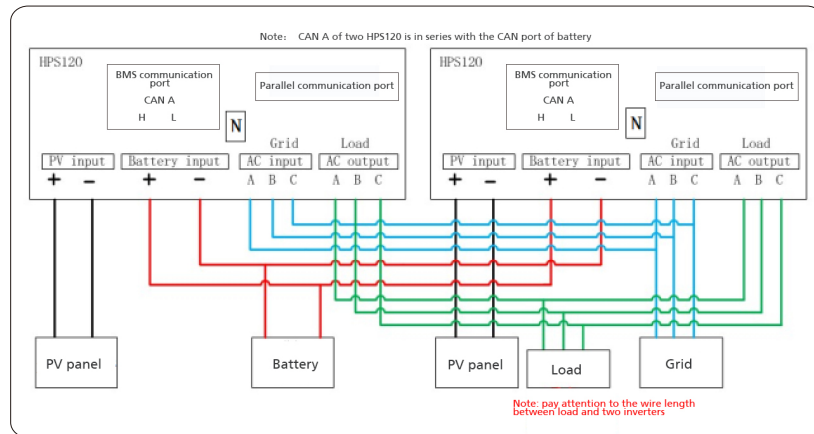 Note: CAN A of two HPS120 is in series with the CAN port of battery
HPS120
BMS communication
port
CAN A
H L
Parallel communication port
N
Grid
Load
PV input
Battery input
AC input
AC output
+ − + − A B C A B C
HPS120
BMS communication
port
CAN A
H L
Parallel communication port
N
Grid
Load
PV input
Battery input
AC input
AC output
+ − + − A B C A B C
PV panel
Battery
PV panel
Load
Grid
Note: pay attention to the wire length
between load and two inverters